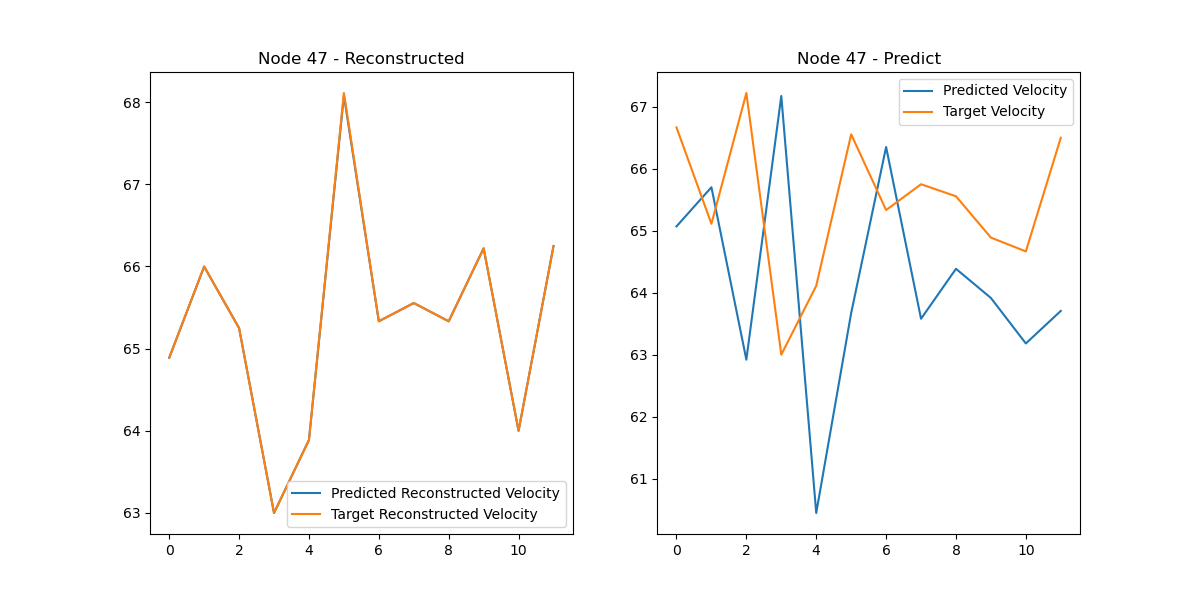 Node 47 - Reconstructed
68
67
66
65
64
63
0 2 4 6 8 10
Predicted Reconstructed Velocity
Target Reconstructed Velocity
Node 47 - Predict
67
66
65
64
63
62
61
0 2 4 6 8 10
Predicted Velocity
Target Velocity